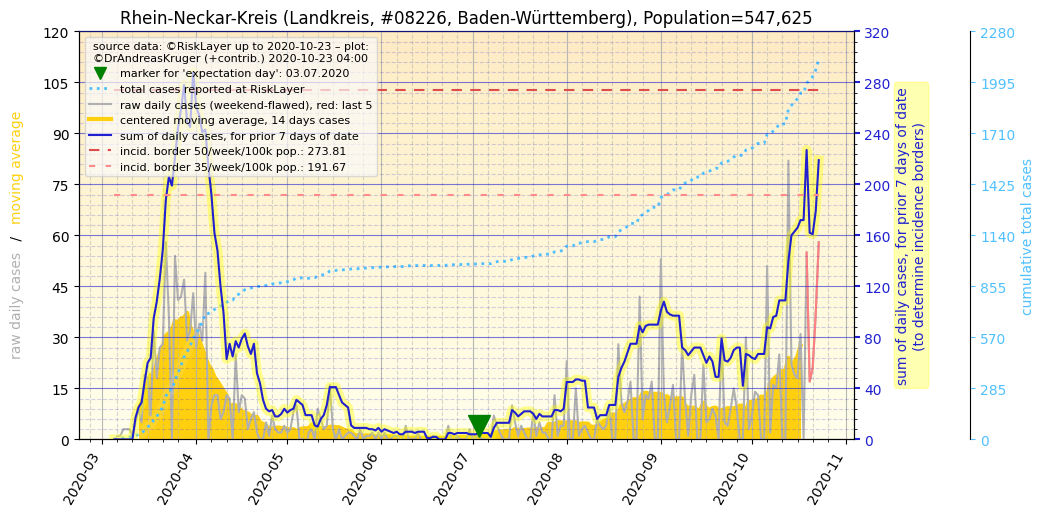 Rhein-Neckar-Kreis (Landkreis, #08226, Baden-Württemberg), Population=547,625
source data: ©RiskLayer up to 2020-10-23 – plot:
©DrAndreasKruger (+contrib.) 2020-10-23 04:00
marker for 'expectation day': 03.07.2020
total cases reported at RiskLayer
raw daily cases (weekend-flawed), red: last 5
centered moving average, 14 days cases
sum of daily cases, for prior 7 days of date
incid. border 50/week/100k pop.: 273.81
incid. border 35/week/100k pop.: 191.67
raw daily cases / moving average
120
105
90
75
60
45
30
15
0
320
280
240
200
160
120
80
40
0
sum of daily cases, for prior 7 days of date
(to determine incidence borders)
2280
1995
1710
1425
1140
855
570
285
0
cumulative total cases
2020-03
2020-04
2020-05
2020-06
2020-07
2020-08
2020-09
2020-10
2020-11